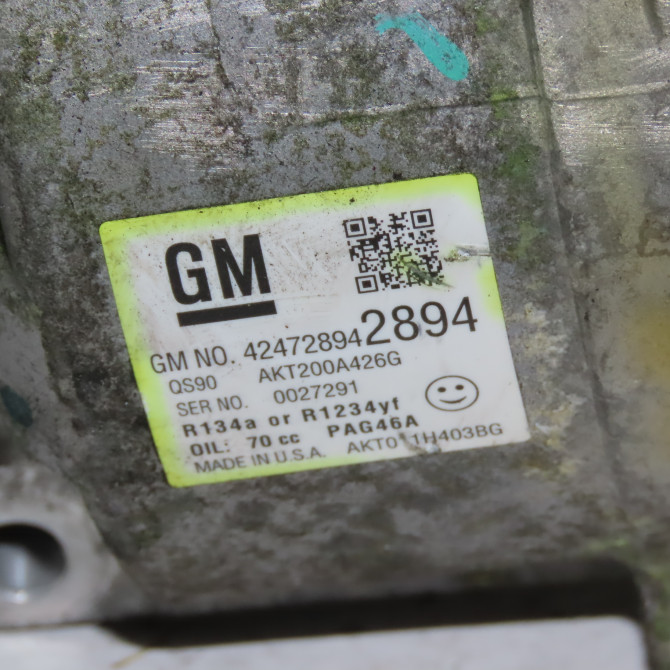 GM
GM NO. 42472894 2894
QS90 AKT200A426G
SER NO. 0027291
R134a or R1234yf
OIL: 70 cc PAG46A
MADE IN U.S.A. AKT011H403BG